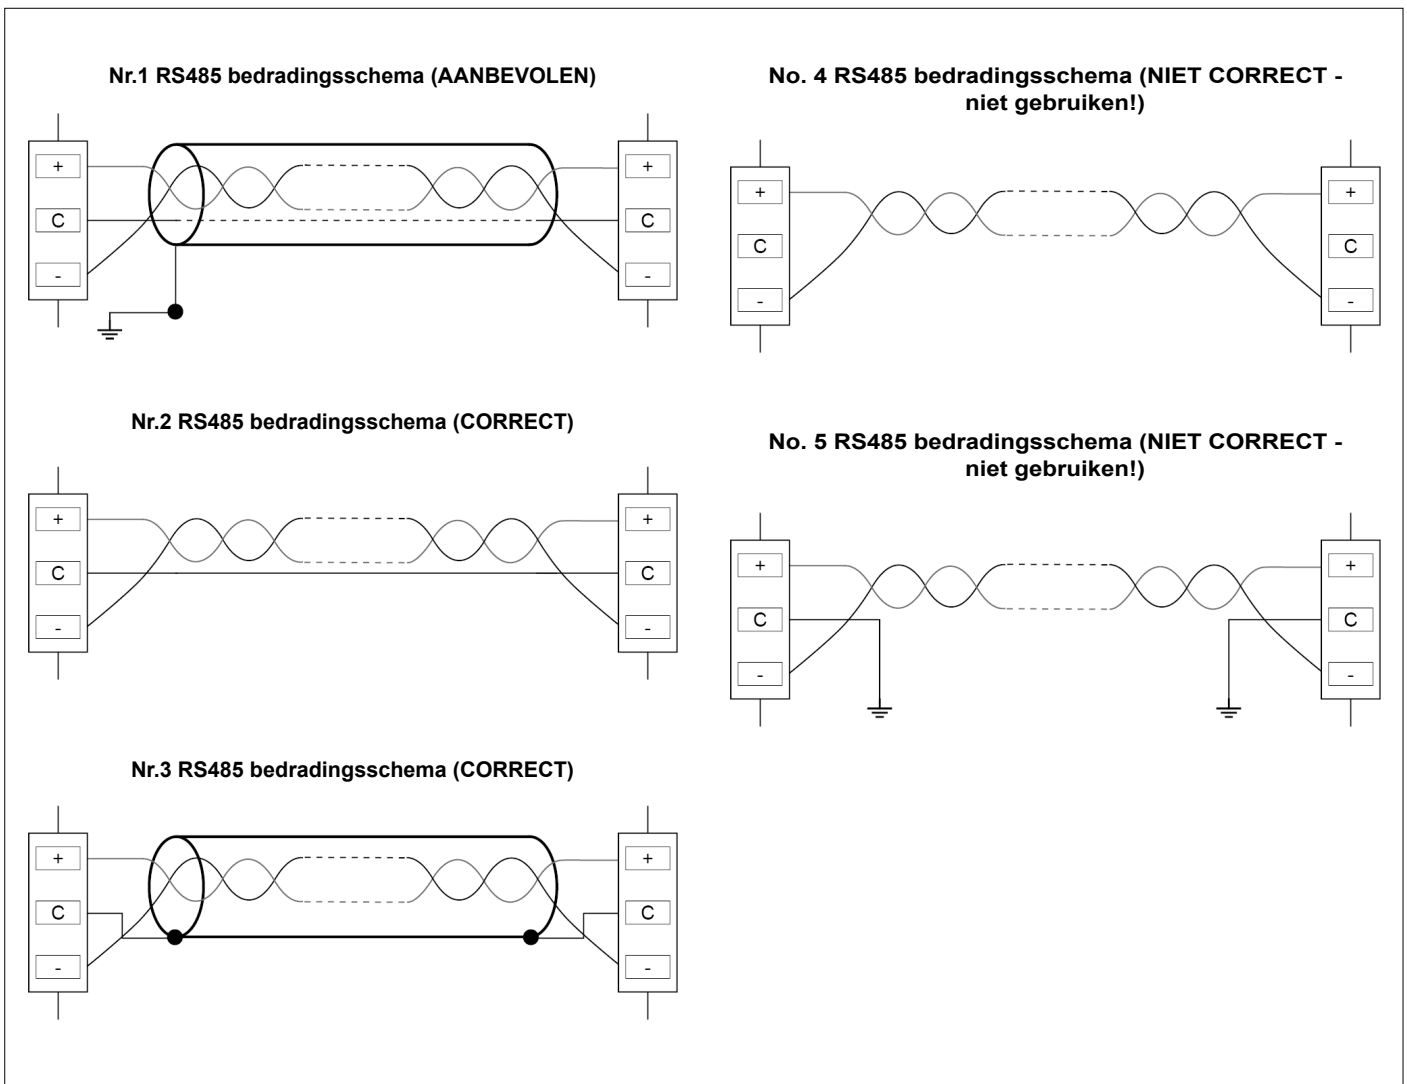 Nr.1 RS485 bedradingsschema (AANBEVOLEN)
+
C
-
+
C
-
Nr.2 RS485 bedradingsschema (CORRECT)
+
C
-
+
C
-
Nr.3 RS485 bedradingsschema (CORRECT)
+
C
-
+
C
-
No. 4 RS485 bedradingsschema (NIET CORRECT -
niet gebruiken!)
+
C
-
+
C
-
No. 5 RS485 bedradingsschema (NIET CORRECT -
niet gebruiken!)
+
C
-
+
C
-